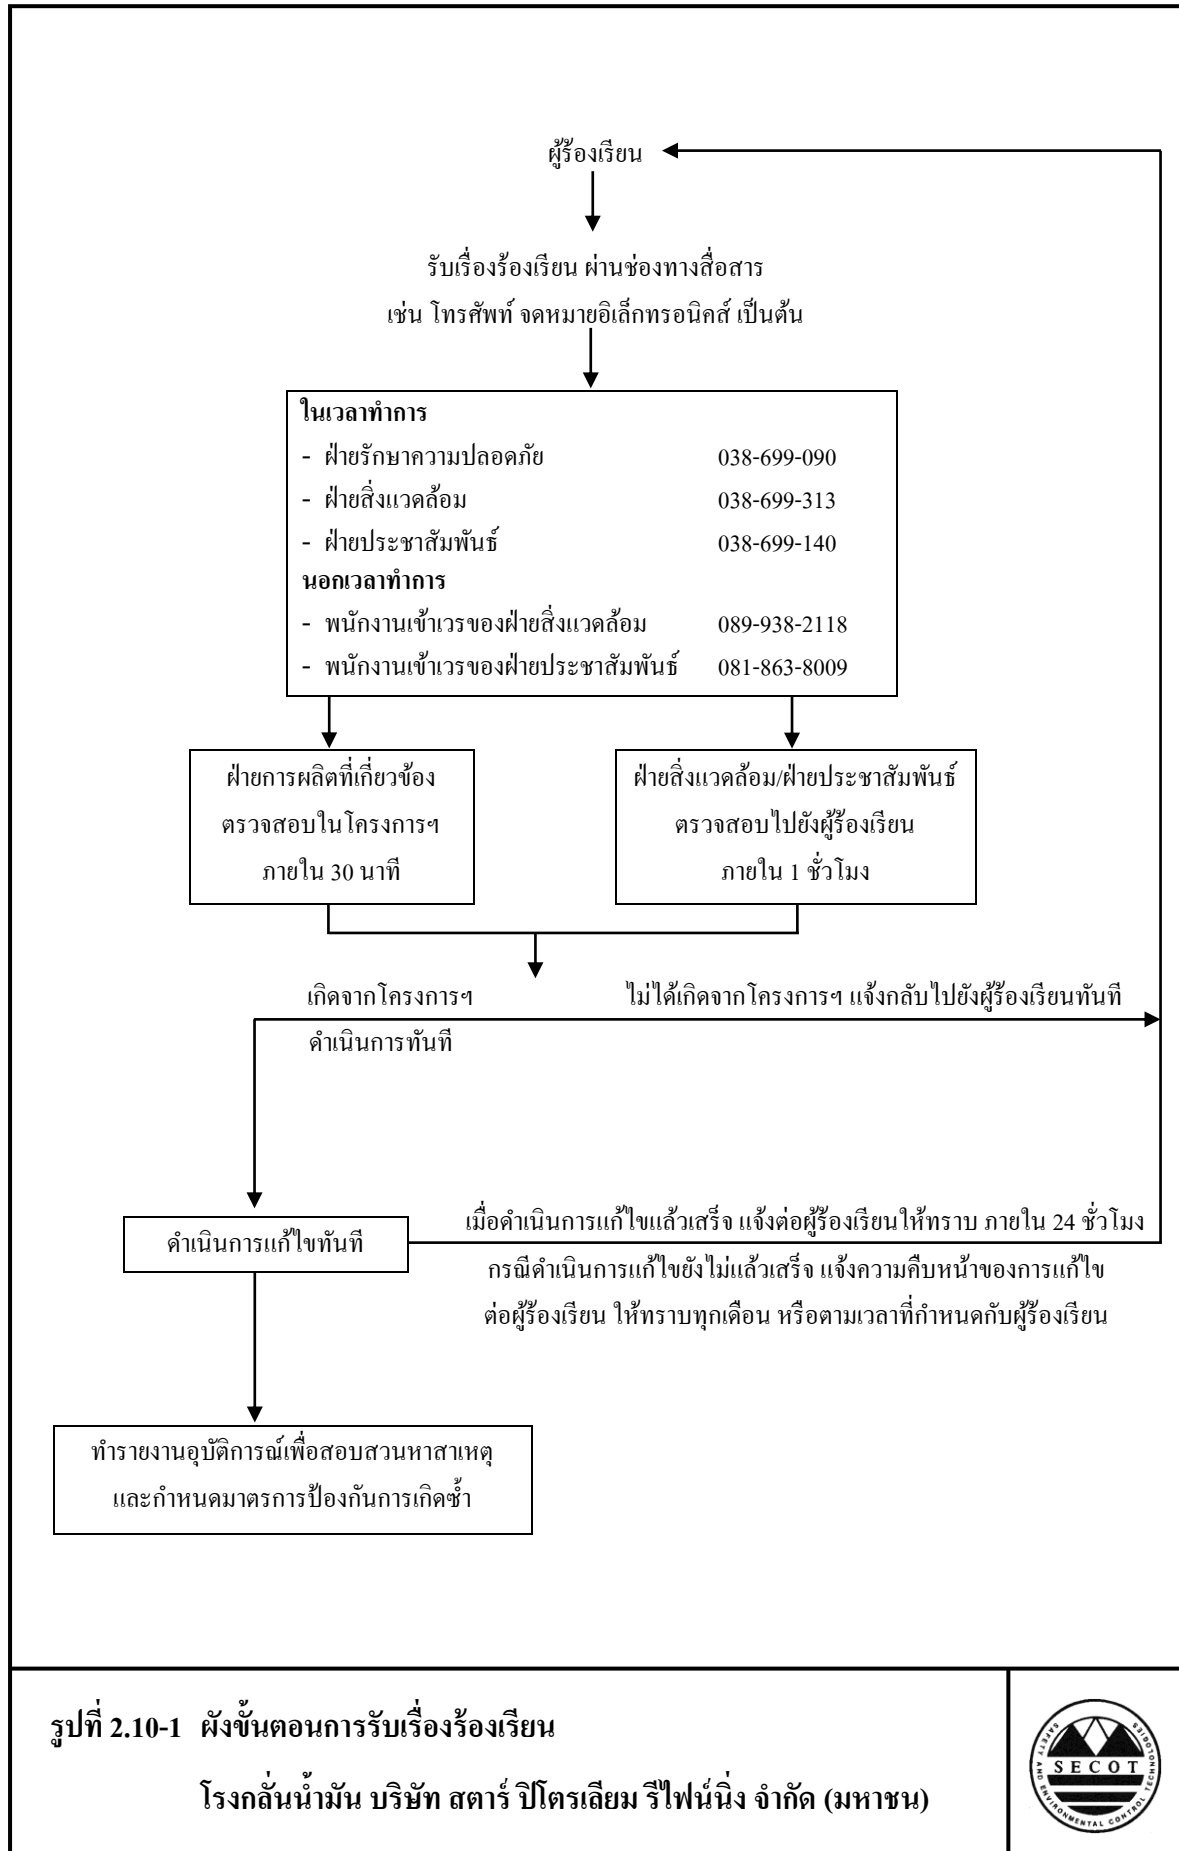 ผู้ร้องเรียน
รับเรื่องร้องเรียน ผ่านช่องทางสื่อสาร
เช่น โทรศัพท์ จดหมายอิเล็กทรอนิคส์ เป็นต้น
ในเวลาทำการ
- ฝ่ายรักษาความปลอดภัย 038-699-090
- ฝ่ายสิ่งแวดล้อม 038-699-313
- ฝ่ายประชาสัมพันธ์ 038-699-140
นอกเวลาทำการ
- พนักงานเข้าเวรของฝ่ายสิ่งแวดล้อม 089-938-2118
- พนักงานเข้าเวรของฝ่ายประชาสัมพันธ์ 081-863-8009
ฝ่ายการผลิตที่เกี่ยวข้อง
ตรวจสอบในโครงการฯ
ภายใน 30 นาที
ฝ่ายสิ่งแวดล้อม/ฝ่ายประชาสัมพันธ์
ตรวจสอบไปยังผู้ร้องเรียน
ภายใน 1 ชั่วโมง
เกิดจากโครงการฯ
ดำเนินการทันที
ไม่ได้เกิดจากโครงการฯ แจ้งกลับไปยังผู้ร้องเรียนทันที
ดำเนินการแก้ไขทันที
เมื่อดำเนินการแก้ไขแล้วเสร็จ แจ้งต่อผู้ร้องเรียนให้ทราบ ภายใน 24 ชั่วโมง
กรณีดำเนินการแก้ไขยังไม่แล้วเสร็จ แจ้งความคืบหน้าของการแก้ไข
ต่อผู้ร้องเรียน ให้ทราบทุกเดือน หรือตามเวลาที่กำหนดกับผู้ร้องเรียน
ทำรายงานอุบัติการณ์เพื่อสอบสวนหาสาเหตุ
และกำหนดมาตรการป้องกันการเกิดซ้ำ
รูปที่ 2.10-1 ผังขั้นตอนการรับเรื่องร้องเรียน
โรงกลั่นน้ำมัน บริษัท สตาร์ ปิโตรเลียม รีไฟน์นิ่ง จำกัด (มหาชน)
SECOT
SAFETY AND ENVIRONMENTAL CONTROL TECHNOLOGIES